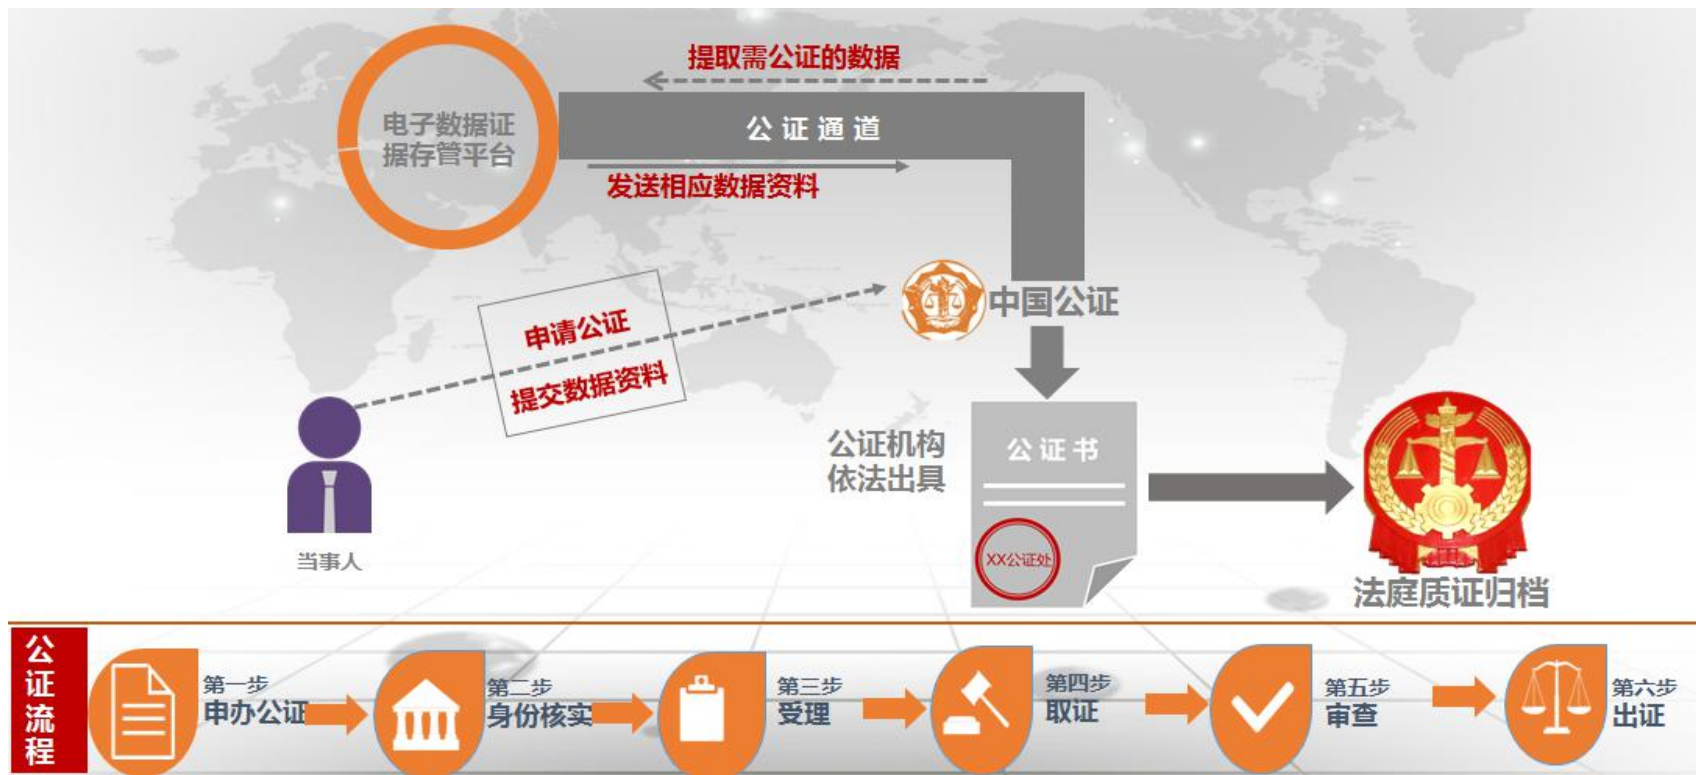 提取需公证的数据
电子数据证
据存管平台
公证通道
发送相应数据资料
申请公证
提交数据资料
中国公证
当事人
公证机构
依法出具
公证书
XX公证处
法庭质证归档
公证流程
第一步
申办公证
第二步
身份核实
第三步
受理
第四步
取证
第五步
审查
第六步
出证